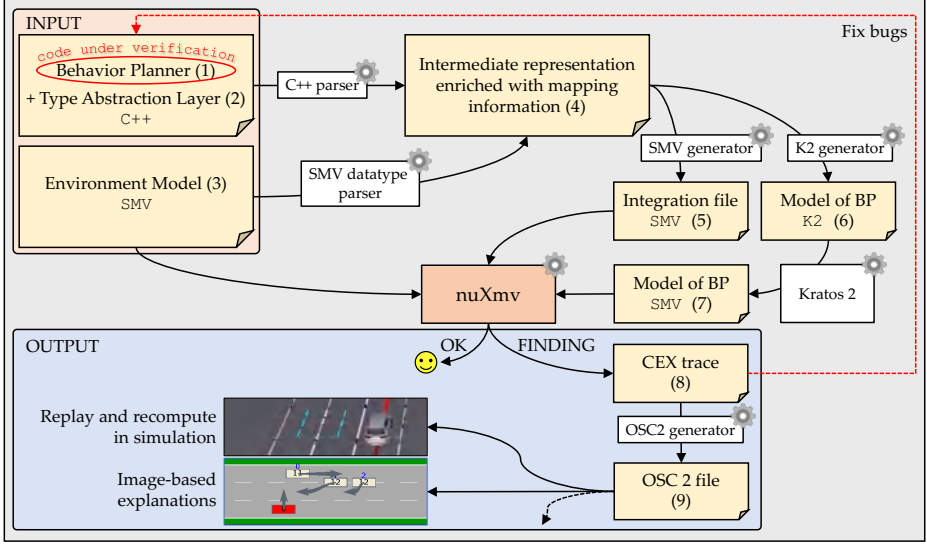 INPUT
Fix bugs
code under verification
Behavior Planner (1)
+ Type Abstraction Layer (2)
C++
C++ parser
Intermediate representation
enriched with mapping
information (4)
SMV generator
K2 generator
Environment Model (3)
SMV
SMV datatype
parser
Integration file
SMV (5)
Model of BP
K2 (6)
nuXmv
Model of BP
SMV (7)
Kratos 2
OUTPUT
OK
FINDING
CEX trace
(8)
Replay and recompute
in simulation
OSC2 generator
Image-based
explanations
OSC 2 file
(9)